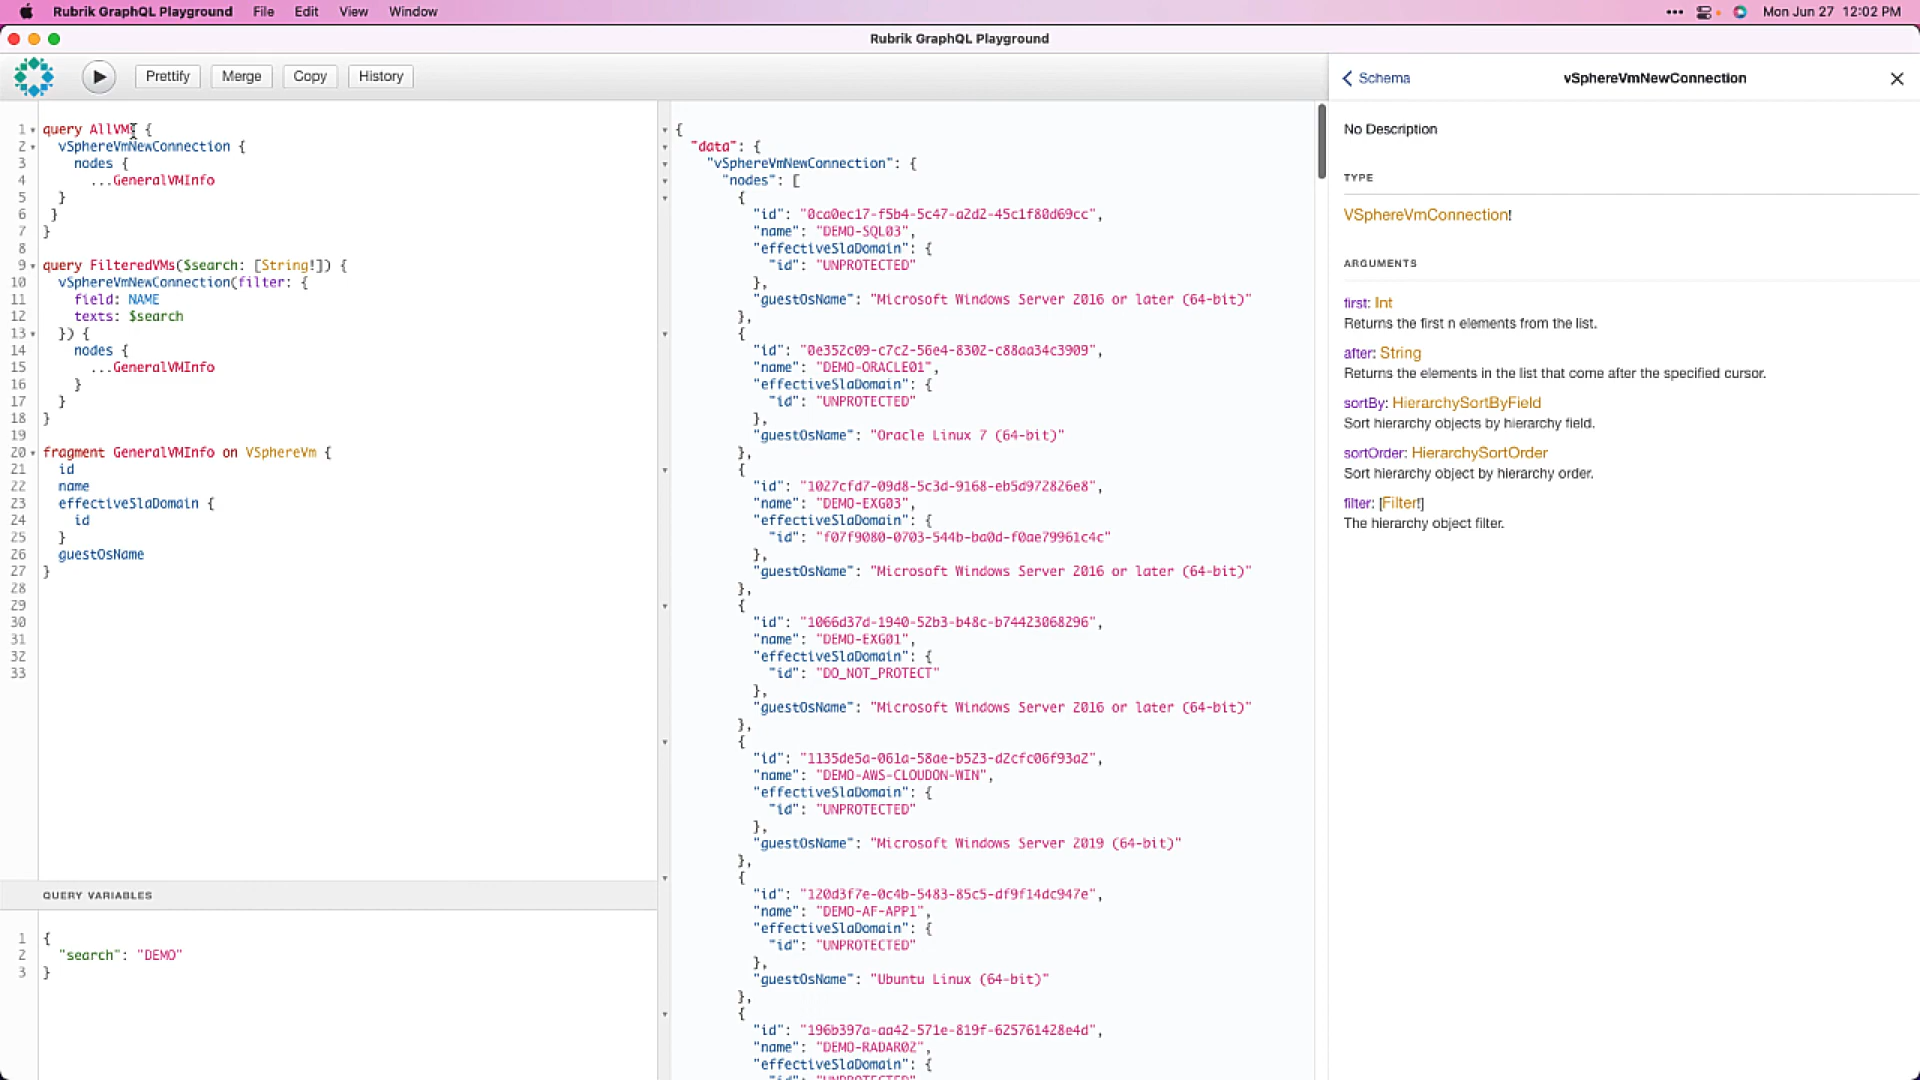 Rubrik GraphQL Playground File Edit View Window
Mon Jun 27 12:02 PM
Rubrik GraphQL Playground
Prettify Merge Copy History
1 query AllVMs {
2 vSphereVmNewConnection {
3 nodes {
4 ...GeneralVMInfo
5 }
6 }
7 }
8
9 query FilteredVMs($search: [String!]) {
10 vSphereVmNewConnection(filter: {
11 field: NAME
12 texts: $search
13 }) {
14 nodes {
15 ...GeneralVMInfo
16 }
17 }
18 }
19
20 fragment GeneralVMInfo on VSphereVm {
21 id
22 name
23 effectiveSlaDomain {
24 id
25 }
26 guestOsName
27 }
28
29
30
31
32
33
QUERY VARIABLES
1 {
2 "search": "DEMO"
3 }
{
"data": {
"vSphereVmNewConnection": {
"nodes": [
{
"id": "0ca0ec17-f5b4-5c47-a2d2-45c1f80d69cc",
"name": "DEMO-SQL03",
"effectiveSlaDomain": {
"id": "UNPROTECTED"
},
"guestOsName": "Microsoft Windows Server 2016 or later (64-bit)"
},
{
"id": "0e352c09-c7c2-56e4-8302-c88aa34c3909",
"name": "DEMO-ORACLE01",
"effectiveSlaDomain": {
"id": "UNPROTECTED"
},
"guestOsName": "Oracle Linux 7 (64-bit)"
},
{
"id": "1027cfd7-09d8-5c3d-9168-eb5d972826e8",
"name": "DEMO-EXG03",
"effectiveSlaDomain": {
"id": "f07f9080-0703-544b-ba0d-f0ae79961c4c"
},
"guestOsName": "Microsoft Windows Server 2016 or later (64-bit)"
},
{
"id": "1066d37d-1940-52b3-b48c-b74423068296",
"name": "DEMO-EXG01",
"effectiveSlaDomain": {
"id": "DO_NOT_PROTECT"
},
"guestOsName": "Microsoft Windows Server 2016 or later (64-bit)"
},
{
"id": "1135de5a-061a-58ae-b523-d2cfc06f93a2",
"name": "DEMO-AWS-CLOUDON-WIN",
"effectiveSlaDomain": {
"id": "UNPROTECTED"
},
"guestOsName": "Microsoft Windows Server 2019 (64-bit)"
},
{
"id": "120d3f7e-0c4b-5483-85c5-df9f14dc947e",
"name": "DEMO-AF-APP1",
"effectiveSlaDomain": {
"id": "UNPROTECTED"
},
"guestOsName": "Ubuntu Linux (64-bit)"
},
{
"id": "196b397a-aa42-571e-819f-625761428e4d",
"name": "DEMO-RADAR02",
"effectiveSlaDomain": {
"id": "UNPROTECTED"
Schema
vSphereVmNewConnection
No Description
TYPE
VSphereVmConnection!
ARGUMENTS
first: Int
Returns the first n elements from the list.
after: String
Returns the elements in the list that come after the specified cursor.
sortBy: HierarchySortByField
Sort hierarchy objects by hierarchy field.
sortOrder: HierarchySortOrder
Sort hierarchy object by hierarchy order.
filter: [Filter!]
The hierarchy object filter.